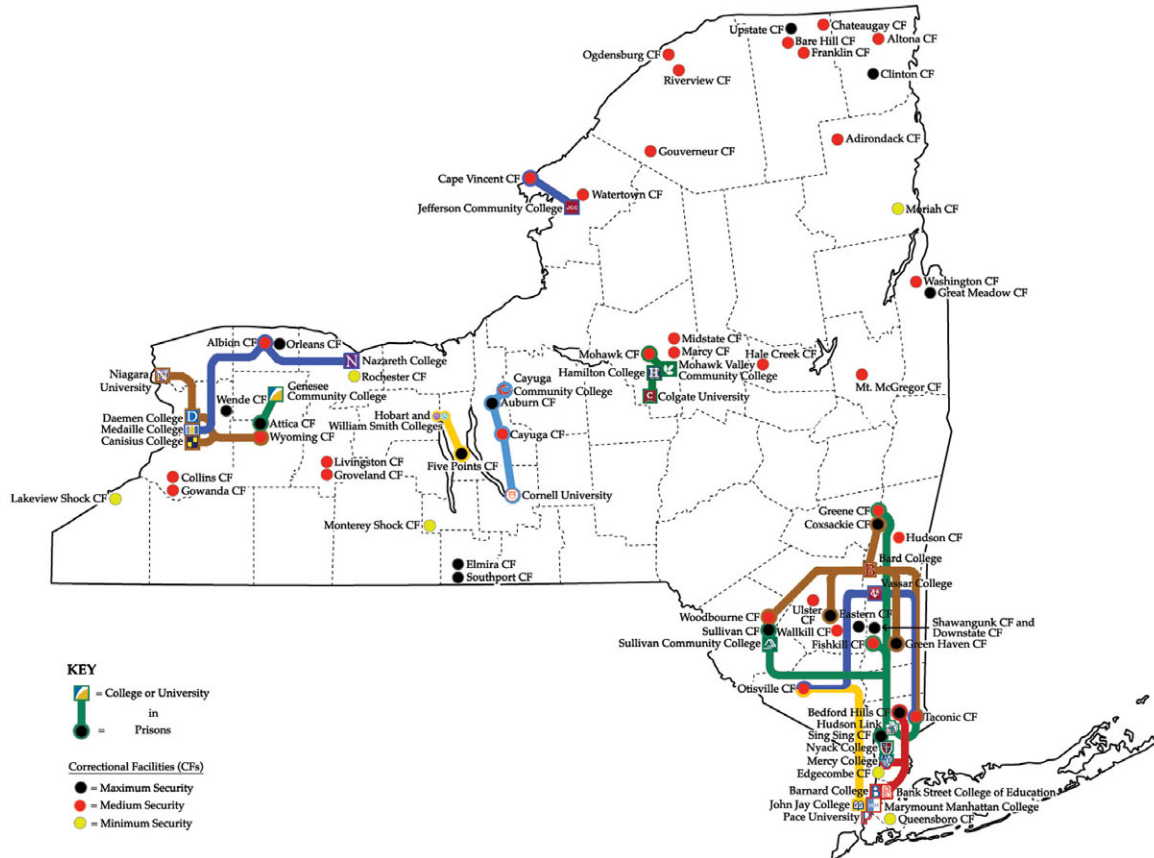 Upstate CF
Chateaugay CF
Bare Hill CF
Altona CF
Franklin CF
Ogdensburg CF
Riverview CF
Clinton CF
Adirondack CF
Gouverneur CF
Cape Vincent CF
Watertown CF
Jefferson Community College
JCC
Moriah CF
Washington CF
Great Meadow CF
Albion CF
Orleans CF
Nazareth College
N
Rochester CF
Niagara
University
Genesee
Community College
Wende CF
Daemen College
D
Medaille College
Canisius College
Attica CF
Wyoming CF
Hobart and
William Smith Colleges
Five Points CF
Cayuga
Community College
Auburn CF
Cayuga CF
Cornell University
Mohawk CF
Midstate CF
Marcy CF
Hamilton College
H
Mohawk Valley
Community College
C
Colgate University
Hale Creek CF
Mt. McGregor CF
Livingston CF
Groveland CF
Collins CF
Gowanda CF
Lakeview Shock CF
Monterey Shock CF
Elmira CF
Southport CF
Greene CF
Coxsackie CF
Hudson CF
Bard College
B
Vassar College
Woodbourne CF
Ulster
CF
Eastern CF
Sullivan CF
Wallkill CF
Shawangunk CF and
Downstate CF
Sullivan Community College
Fishkill CF
Green Haven CF
Otisville CF
Bedford Hills CF
Taconic CF
Hudson Link
Sing Sing CF
Nyack College
Mercy College
Edgecombe CF
Barnard College
B
Bank Street College of Education
John Jay College
Marymount Manhattan College
Pace University
P
Queensboro CF
KEY
= College or University
in
= Prisons
Correctional Facilities (CFs)
= Maximum Security
= Medium Security
= Minimum Security